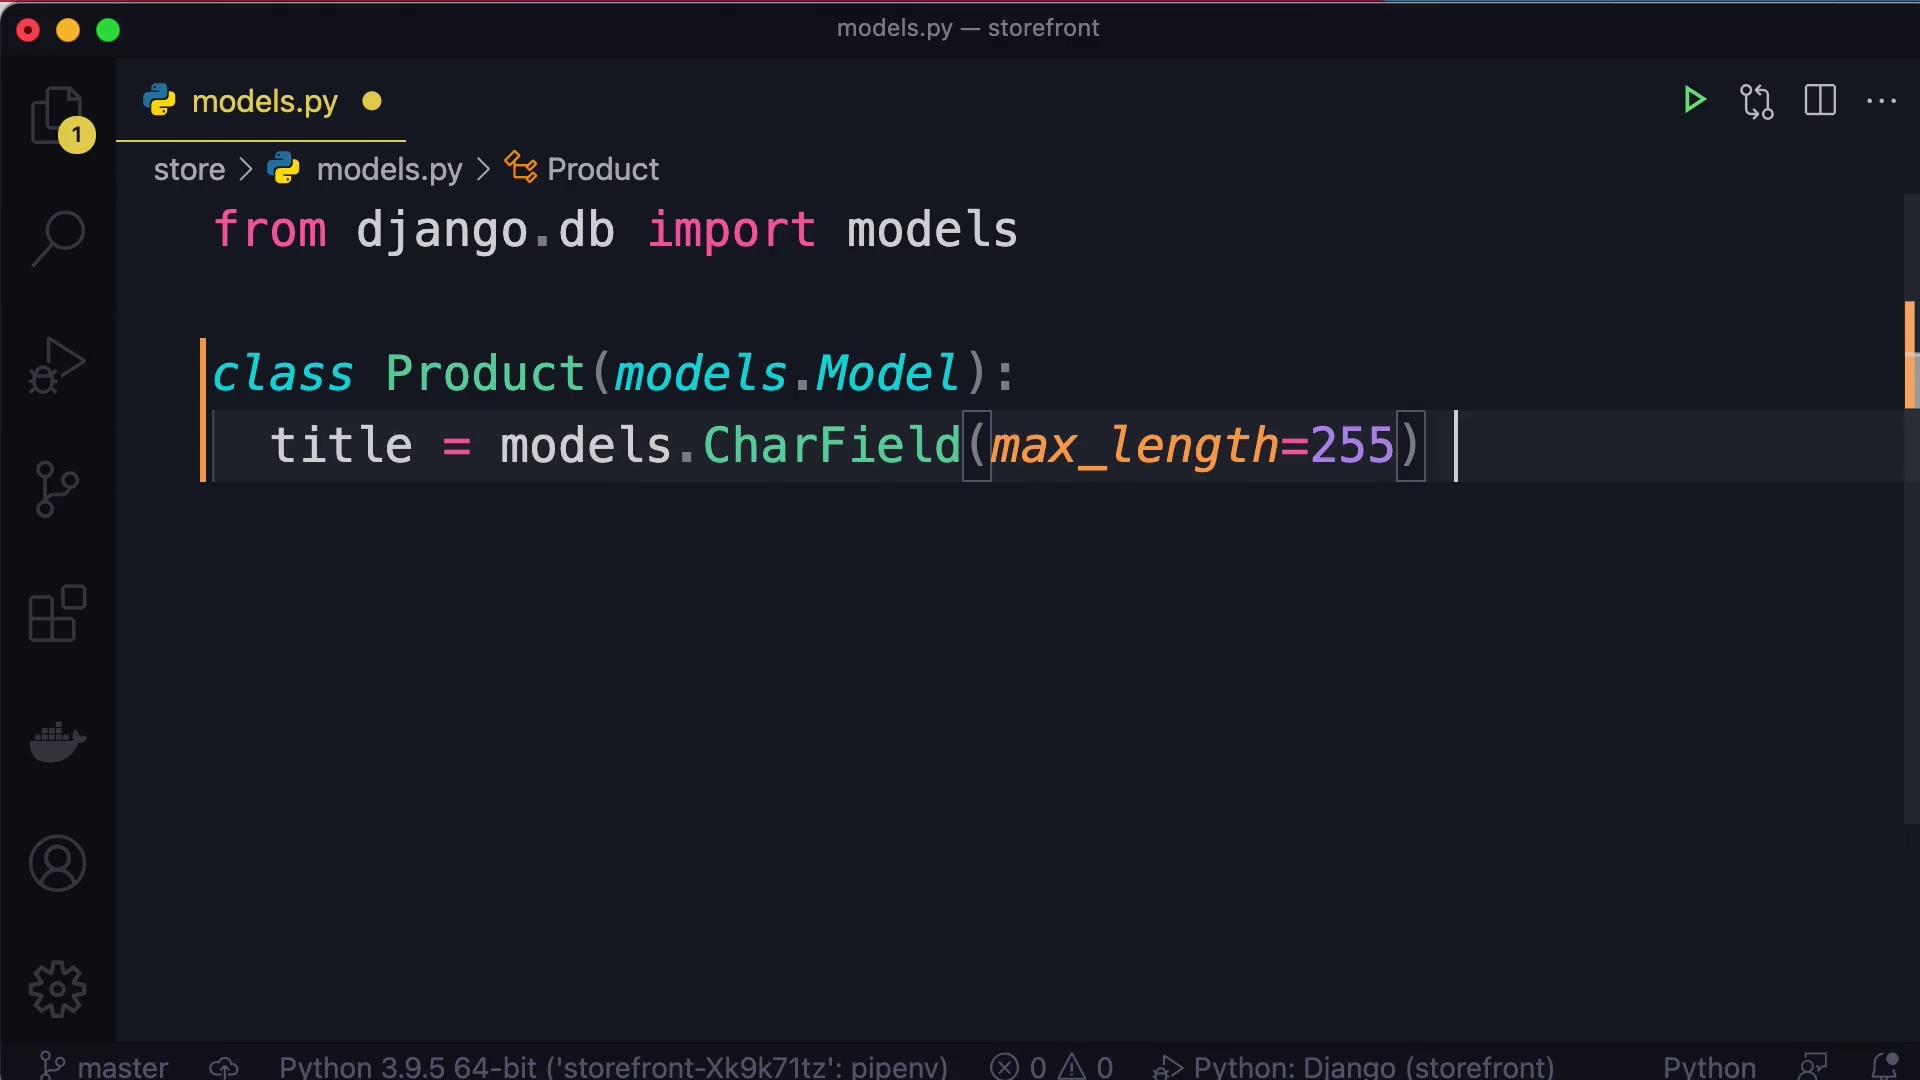 models.py — storefront
models.py
1
store > models.py > Product
from django.db import models
class Product(models.Model):
title = models.CharField(max_length=255)
master Python 3.9.5 64-bit ('storefront-Xk9k71tz': pipenv) 0 0 Python: Django (storefront) Python